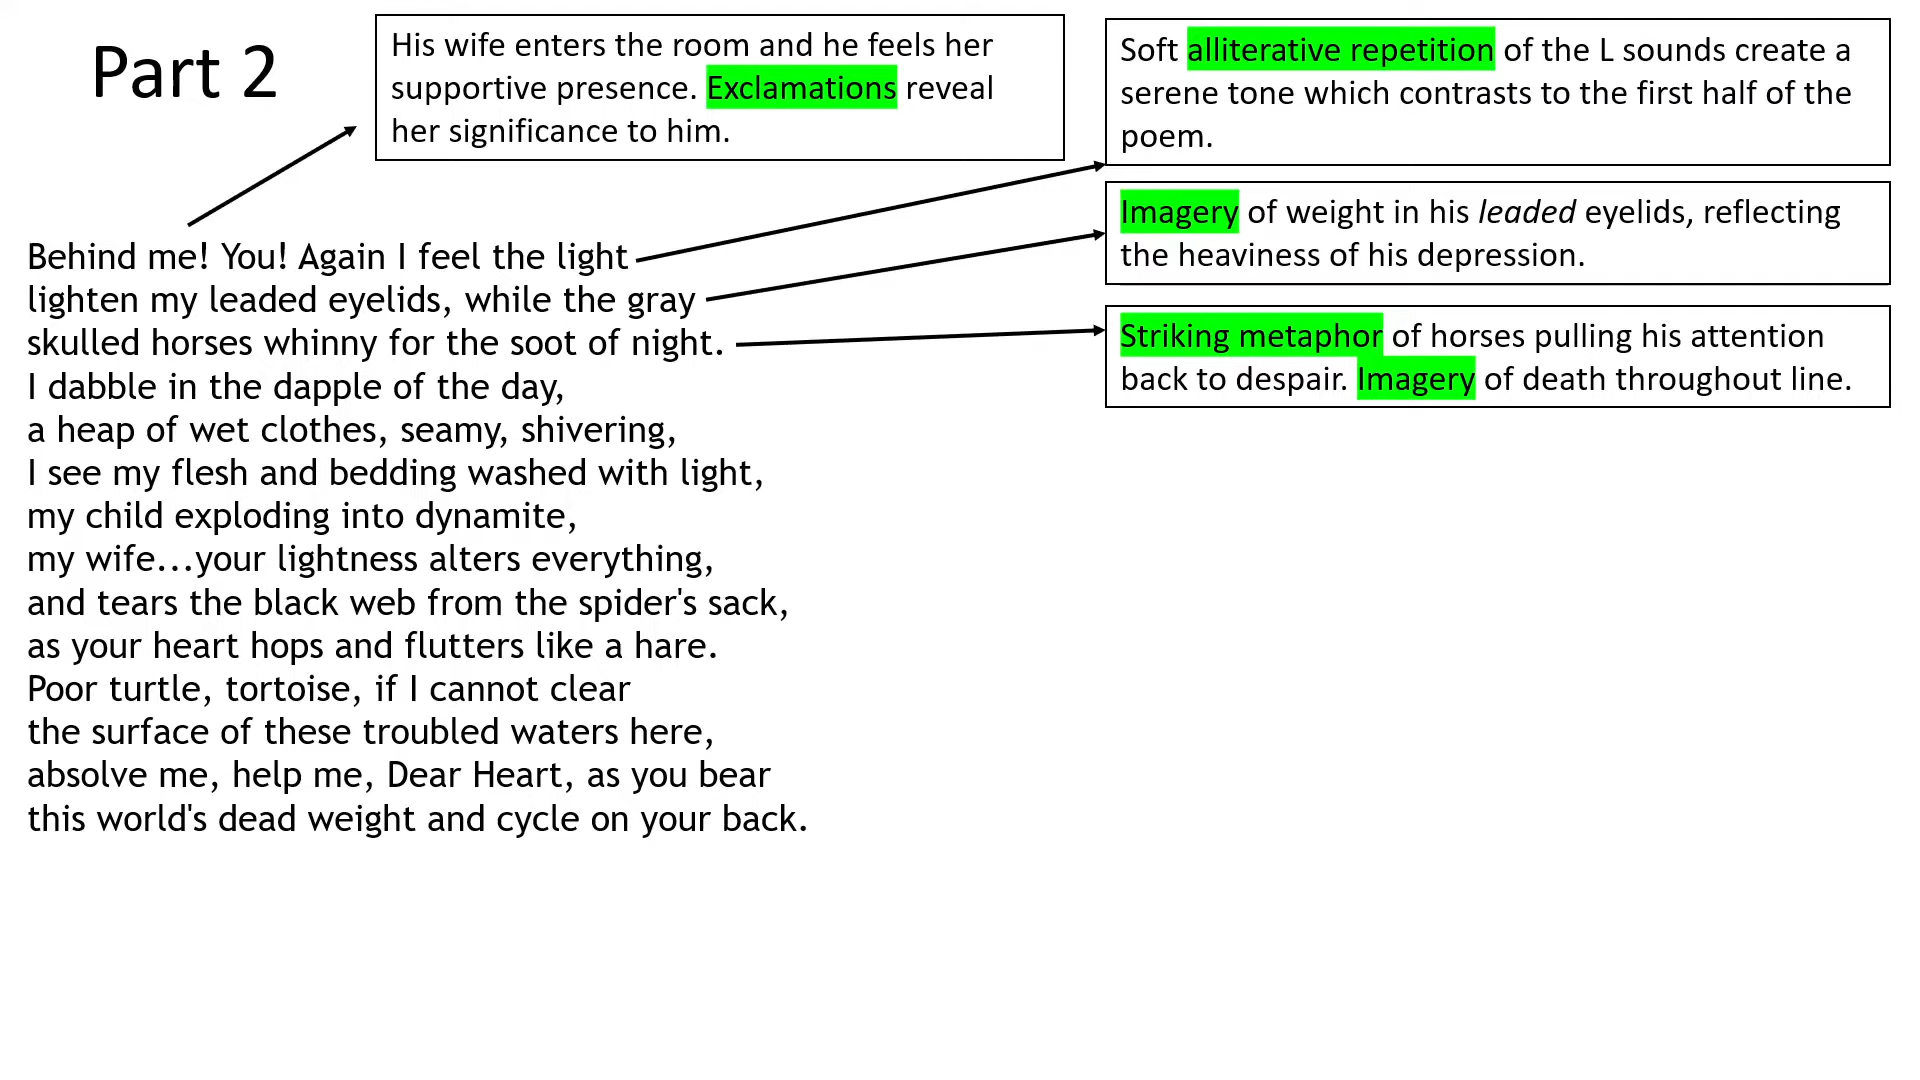 Part 2
His wife enters the room and he feels her
supportive presence. Exclamations reveal
her significance to him.
Soft alliterative repetition of the L sounds create a
serene tone which contrasts to the first half of the
poem.
Imagery of weight in his leaded eyelids, reflecting
the heaviness of his depression.
Striking metaphor of horses pulling his attention
back to despair. Imagery of death throughout line.
Behind me! You! Again I feel the light
lighten my leaded eyelids, while the gray
skulled horses whinny for the soot of night.
I dabble in the dapple of the day,
a heap of wet clothes, seamy, shivering,
I see my flesh and bedding washed with light,
my child exploding into dynamite,
my wife...your lightness alters everything,
and tears the black web from the spider's sack,
as your heart hops and flutters like a hare.
Poor turtle, tortoise, if I cannot clear
the surface of these troubled waters here,
absolve me, help me, Dear Heart, as you bear
this world's dead weight and cycle on your back.